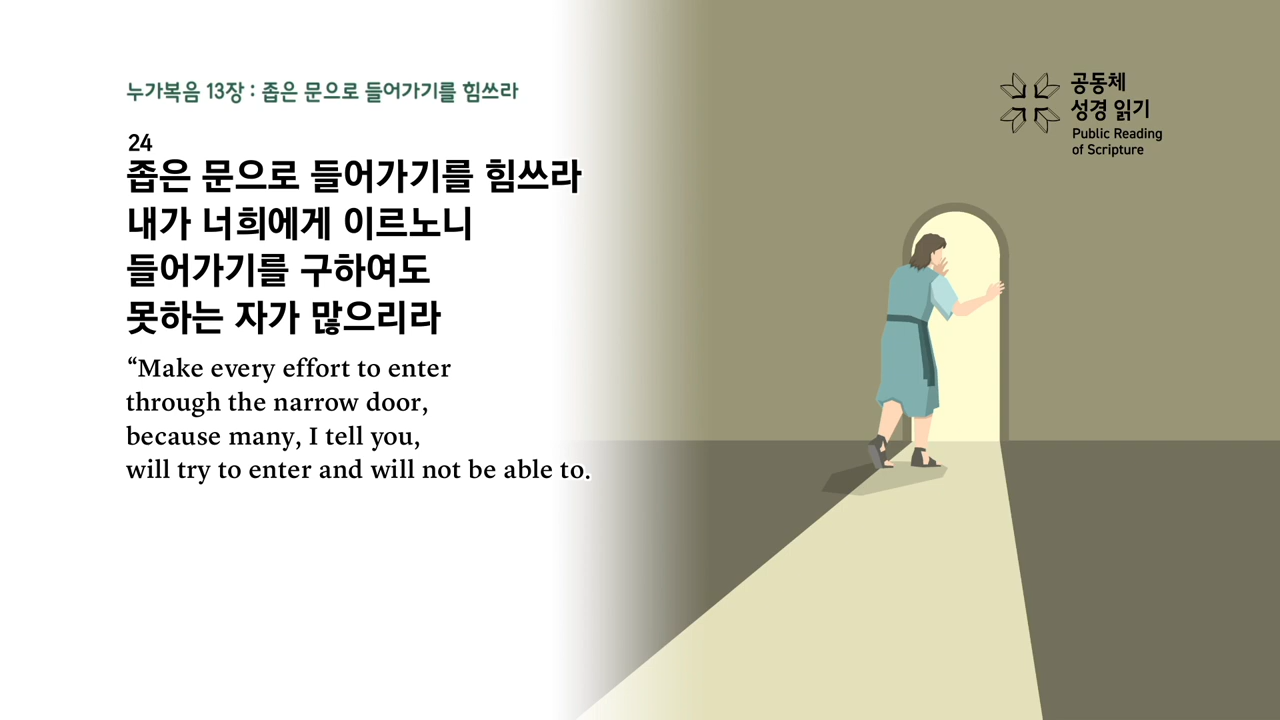 누가복음 13장 : 좁은 문으로 들어가기를 힘쓰라
24
좁은 문으로 들어가기를 힘쓰라
내가 너희에게 이르노니
들어가기를 구하여도
못하는 자가 많으리라
“Make every effort to enter
through the narrow door,
because many, I tell you,
will try to enter and will not be able to.
공동체
성경 읽기
Public Reading
of Scripture